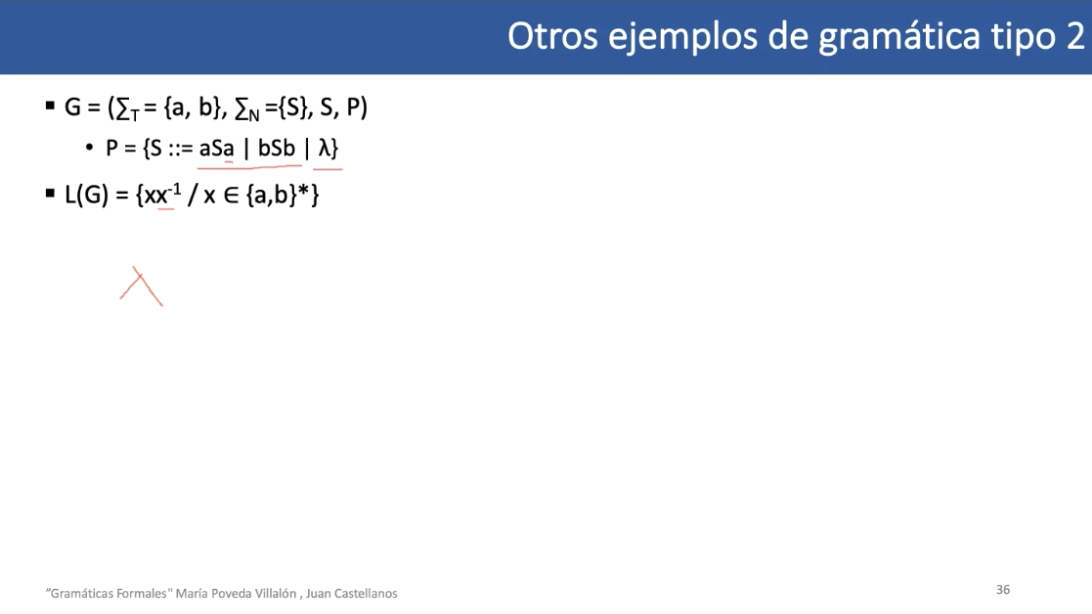 Otros ejemplos de gramática tipo 2
▪ G = (∑T = {a, b}, ∑N ={S}, S, P)
• P = {S ::= aSa | bSb | λ}
▪ L(G) = {xx⁻¹ / x ∈ {a,b}*}
λ
"Gramáticas Formales" María Poveda Villalón , Juan Castellanos
36